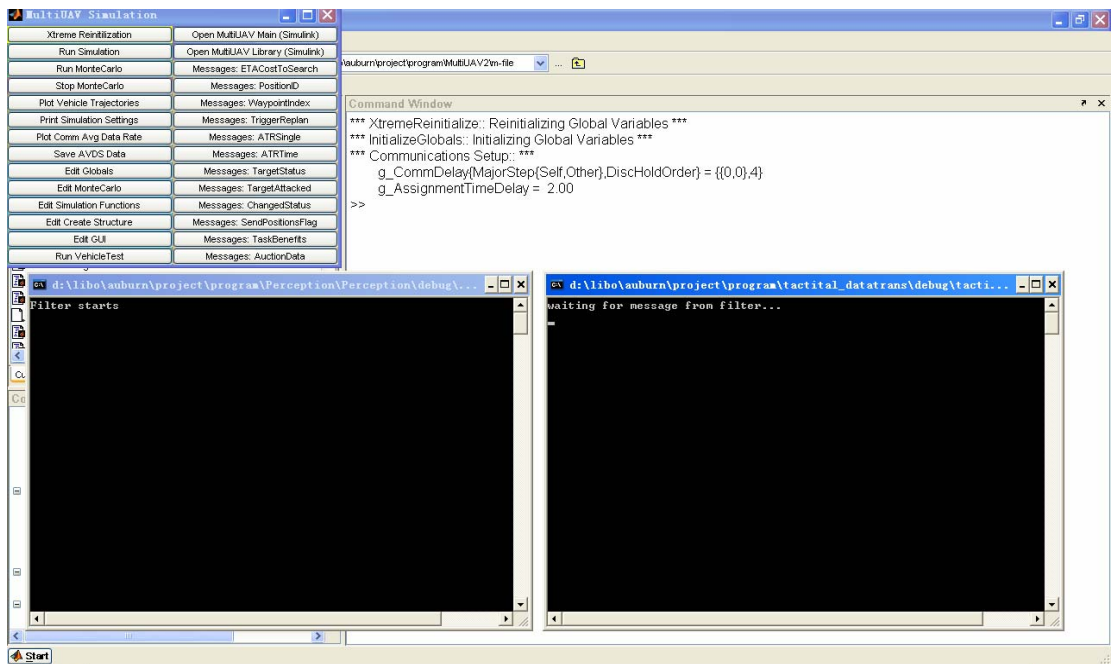 MultiUAV Simulation
Xtreme Reinitilization Open MultiUAV Main (Simulink)
Run Simulation Open MultiUAV Library (Simulink)
Run MonteCarlo Messages: ETACostToSearch
Stop MonteCarlo Messages: PositionID
Plot Vehicle Trajectories Messages: WaypointIndex
Print Simulation Settings Messages: TriggerReplan
Plot Comm Avg Data Rate Messages: ATRSingle
Save AVDS Data Messages: ATRTime
Edit Globals Messages: TargetStatus
Edit MonteCarlo Messages: TargetAttacked
Edit Simulation Functions Messages: ChangedStatus
Edit Create Structure Messages: SendPositionsFlag
Edit GUI Messages: TaskBenefits
Run VehicleTest Messages: AuctionData
\auburn\project\program\MultiUAV2\m-file
...
Command Window
*** XtremeReinitialize:: Reinitializing Global Variables ***
*** InitializeGlobals:: Initializing Global Variables ***
*** Communications Setup:: ***
g_CommDelay{MajorStep{Self,Other},DiscHoldOrder} = {{0,0},4}
g_AssignmentTimeDelay = 2.00
>>
d:\libo\auburn\project\program\Perception\Perception\debug\...
Filter starts
d:\libo\auburn\project\program\tactital_datatrans\debug\tacti...
waiting for message from filter...
Cu
Co
Start